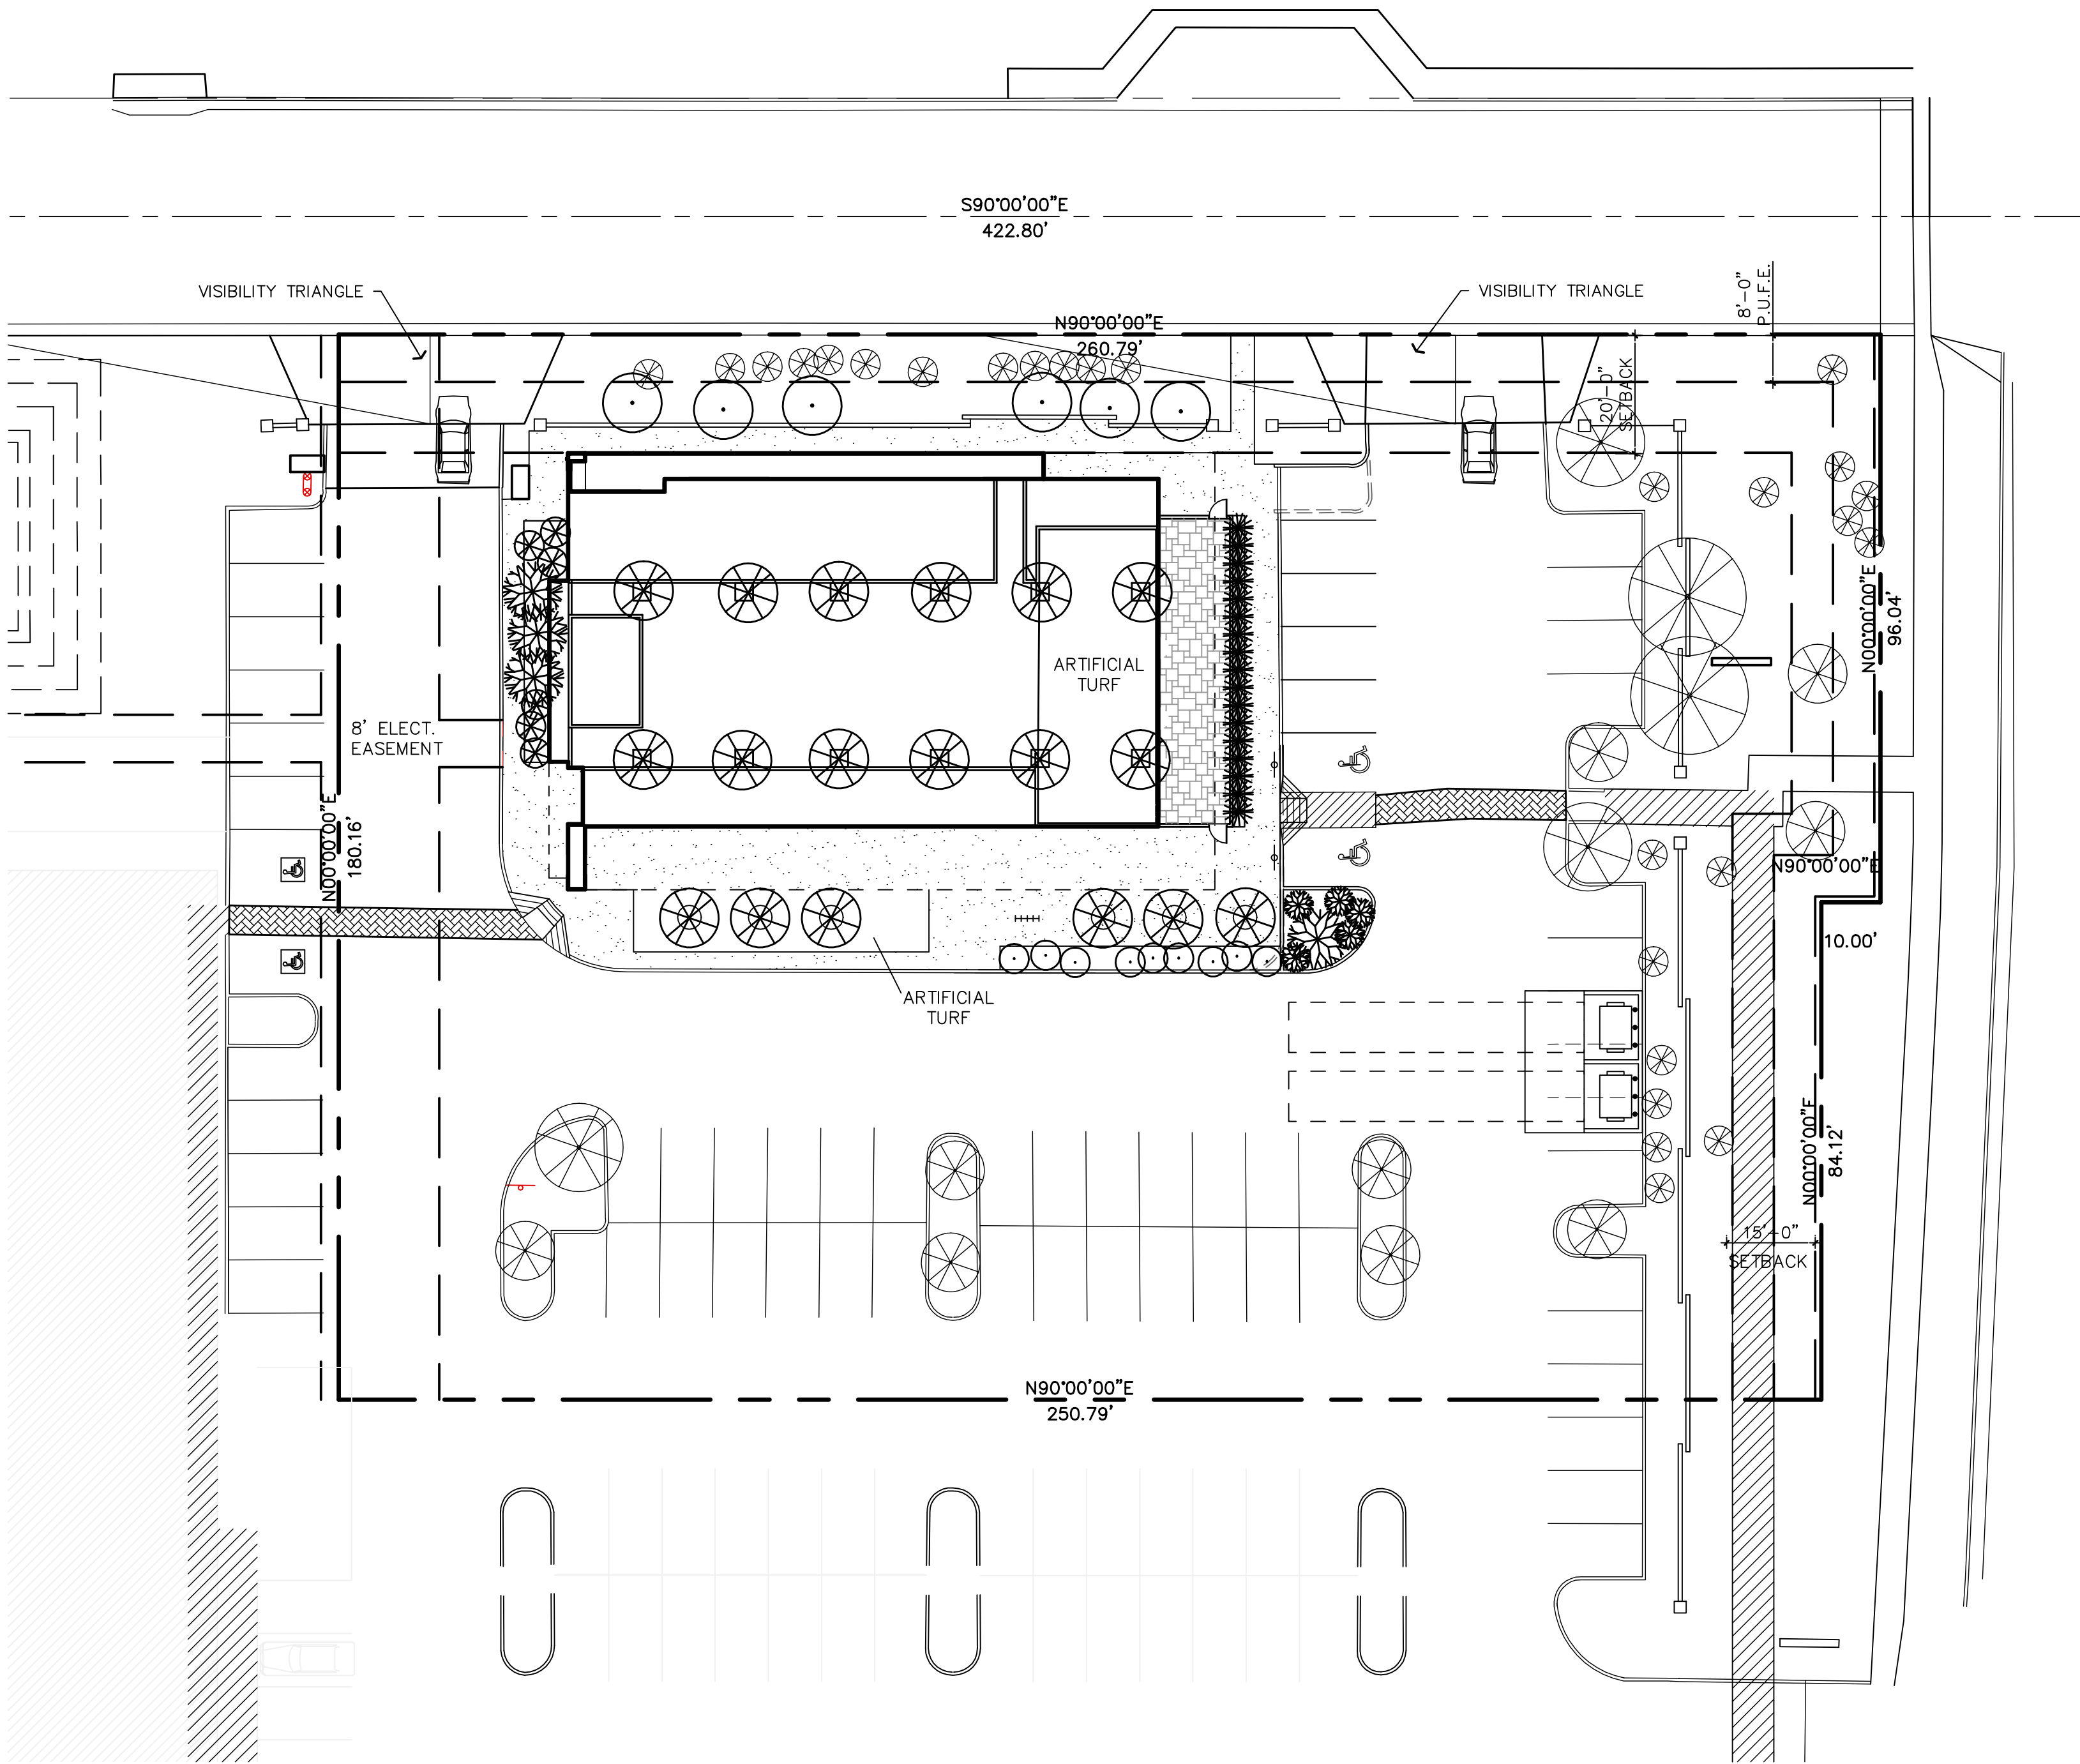 S90°00'00"E
422.80'
VISIBILITY TRIANGLE
VISIBILITY TRIANGLE
8'-0"
P.U.F.E.
N90°00'00"E
260.79'
20'-0"
SETBACK
N00°00'00"E
96.04'
ARTIFICIAL
TURF
8' ELECT.
EASEMENT
N00°00'00"E
180.16'
N90°00'00"E
10.00'
ARTIFICIAL
TURF
N00°00'00"E
84.12'
15'-0"
SETBACK
N90°00'00"E
250.79'